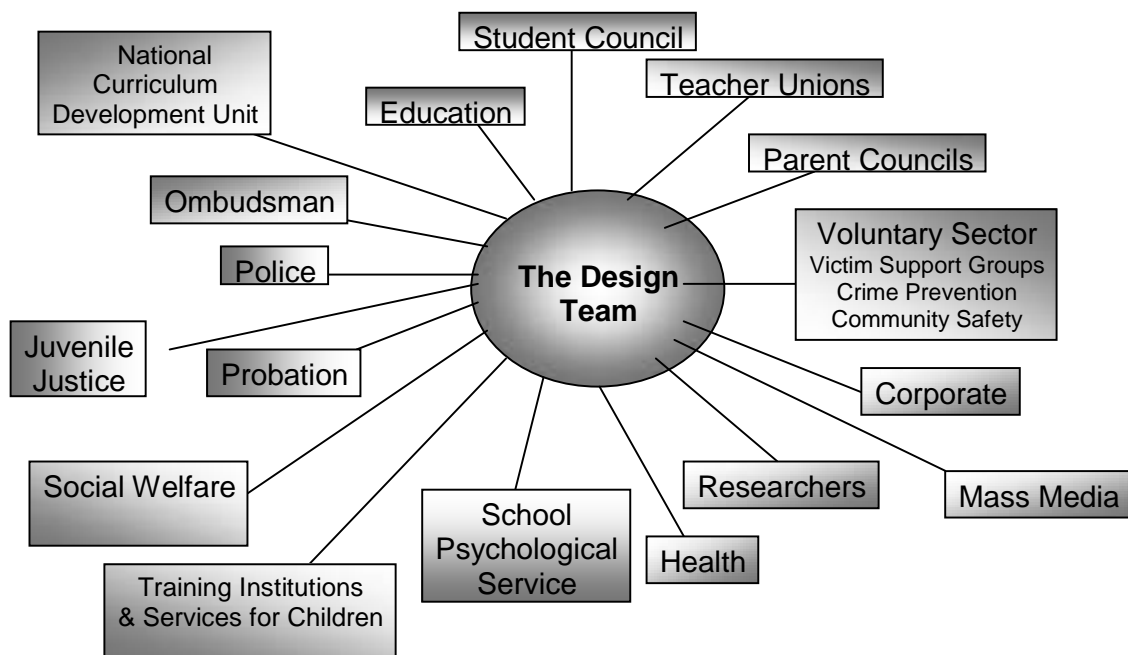 Student Council
National
Curriculum
Development Unit
Teacher Unions
Education
Parent Councils
Ombudsman
Voluntary Sector
Victim Support Groups
Crime Prevention
Community Safety
Police
The Design
Team
Juvenile
Justice
Probation
Corporate
Social Welfare
Researchers
Mass Media
School
Psychological
Service
Health
Training Institutions
& Services for Children